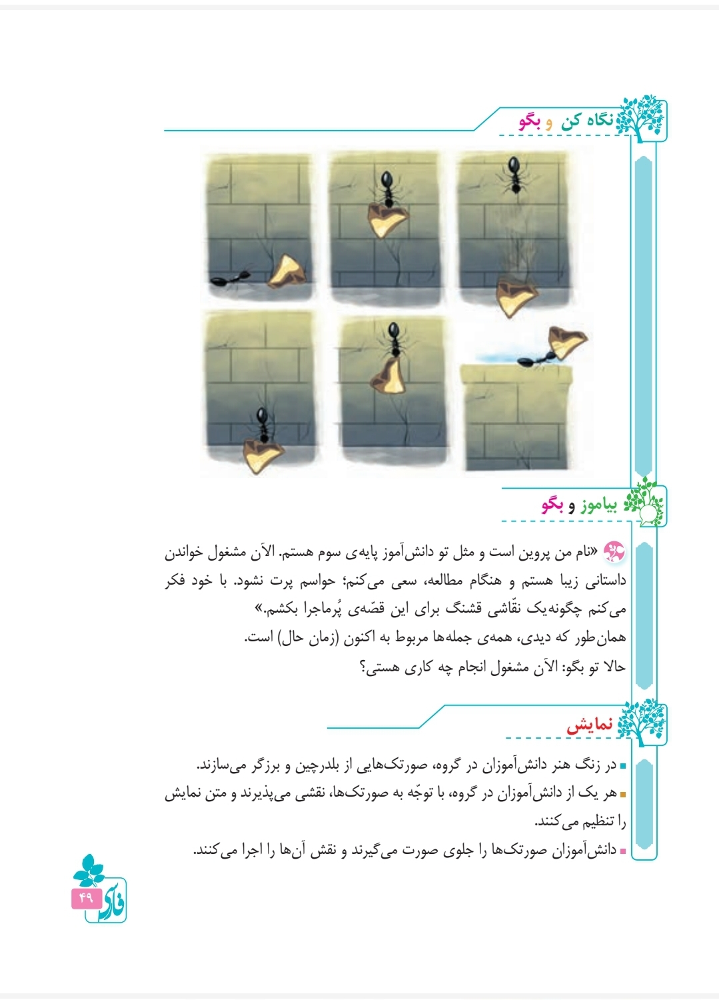 نگاه کن و بگو
بیاموز و بگو
«نام من پروین است و مثل تو دانش‌آموز پایه‌ی سوم هستم. الآن مشغول خواندن
داستانی زیبا هستم و هنگام مطالعه، سعی می‌کنم؛ حواسم پرت نشود. با خود فکر
می‌کنم چگونه یک نقّاشی قشنگ برای این قصّه‌ی پُرماجرا بکشم.»
همان‌طور که دیدی، همه‌ی جمله‌ها مربوط به اکنون (زمان حال) است.
حالا تو بگو: الآن مشغول انجام چه کاری هستی؟
نمایش
در زنگ هنر دانش‌آموزان در گروه، صورتک‌هایی از بلدرچین و برزگر می‌سازند.
هر یک از دانش‌آموزان در گروه، با توجّه به صورتک‌ها، نقشی می‌پذیرند و متن نمایش
را تنظیم می‌کنند.
دانش‌آموزان صورتک‌ها را جلوی صورت می‌گیرند و نقش آن‌ها را اجرا می‌کنند.
فارسی
۴۹